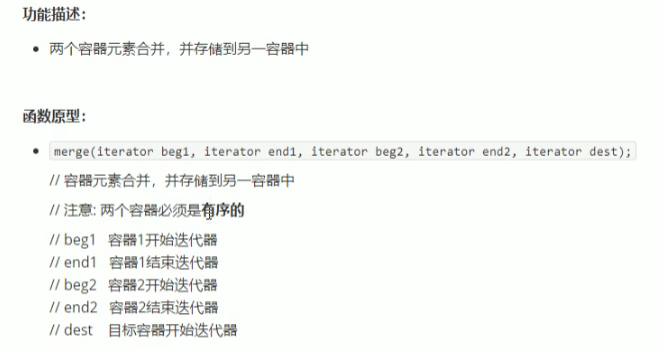 功能描述：
• 两个容器元素合并，并存储到另一容器中
函数原型：
• merge(iterator beg1, iterator end1, iterator beg2, iterator end2, iterator dest);
// 容器元素合并，并存储到另一容器中
// 注意: 两个容器必须是有序的
// beg1 容器1开始迭代器
// end1 容器1结束迭代器
// beg2 容器2开始迭代器
// end2 容器2结束迭代器
// dest 目标容器开始迭代器